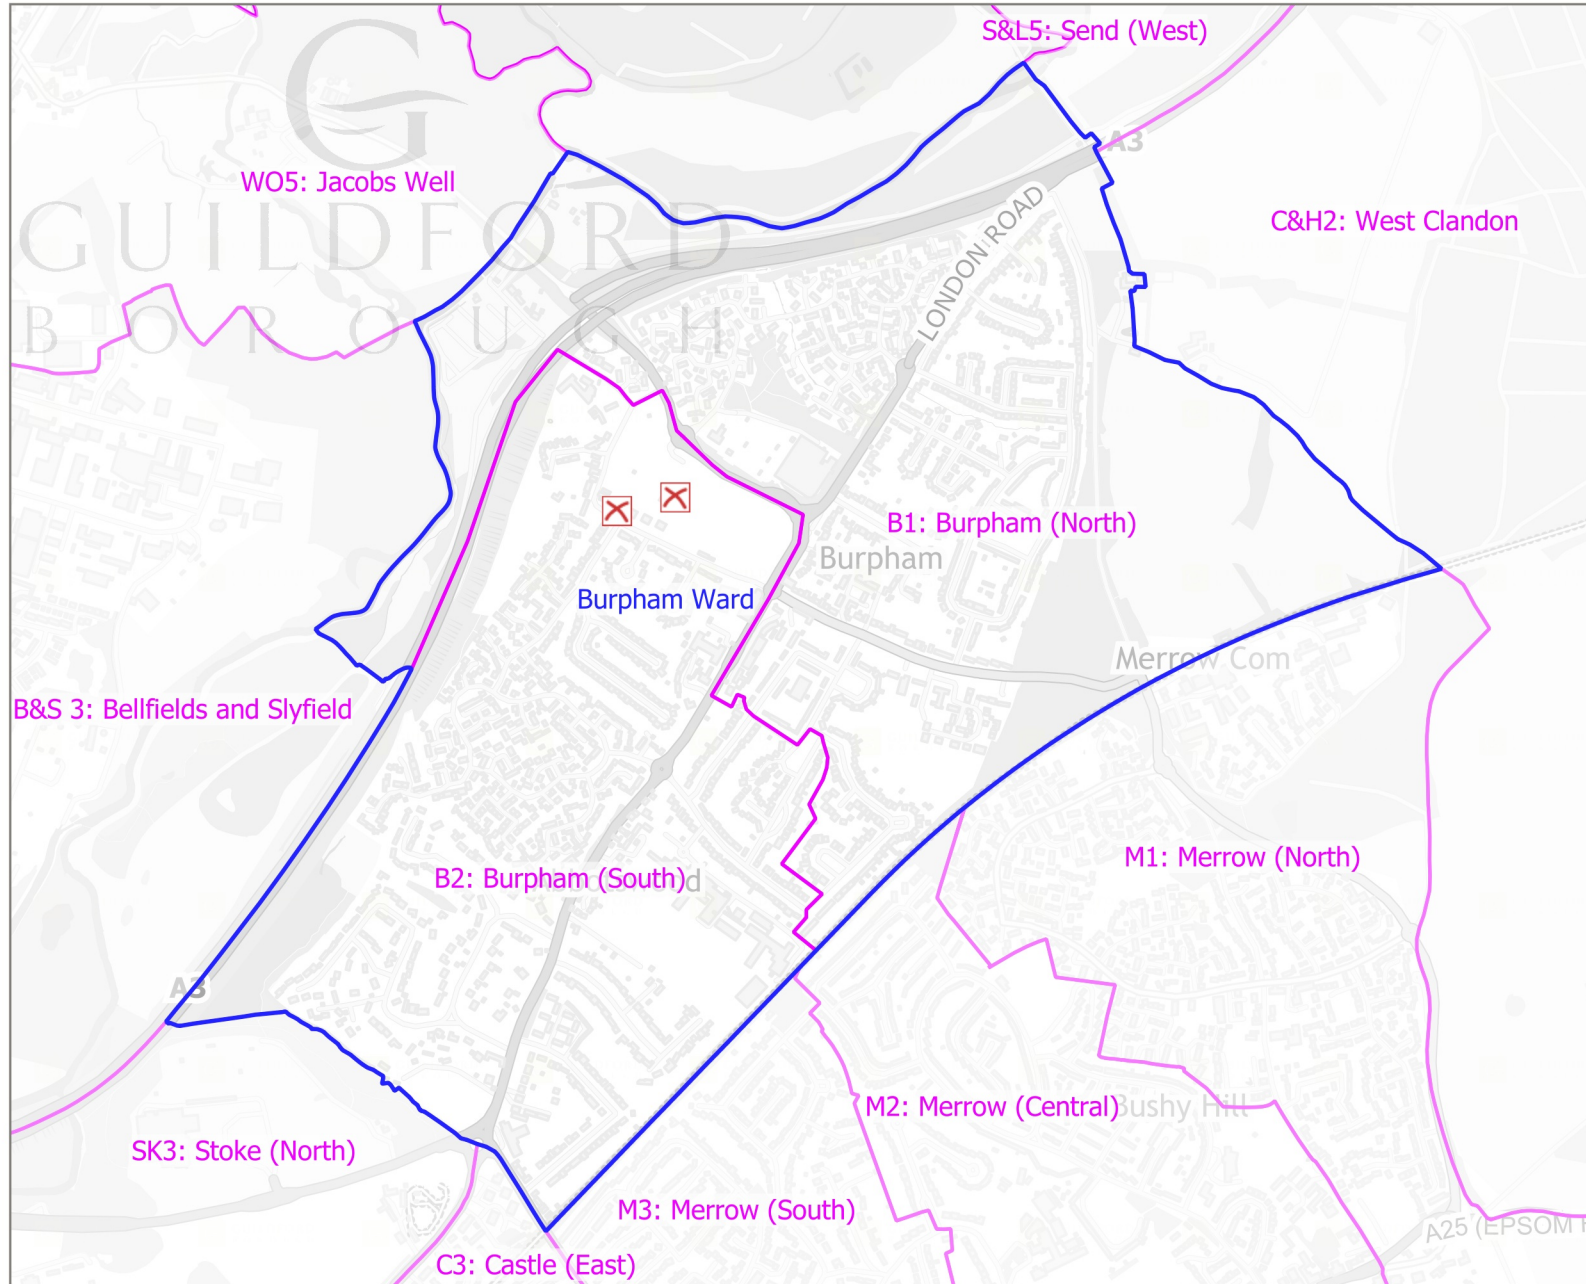 S&L5: Send (West)
A3
WO5: Jacobs Well
GUILDFORD
BOROUGH
LONDON ROAD
C&H2: West Clandon
B1: Burpham (North)
Burpham
Burpham Ward
Merrow Com
B&S 3: Bellfields and Slyfield
M1: Merrow (North)
B2: Burpham (South)
A3
M2: Merrow (Central)
Bushy Hill
SK3: Stoke (North)
M3: Merrow (South)
A25 (EPSOM R
C3: Castle (East)